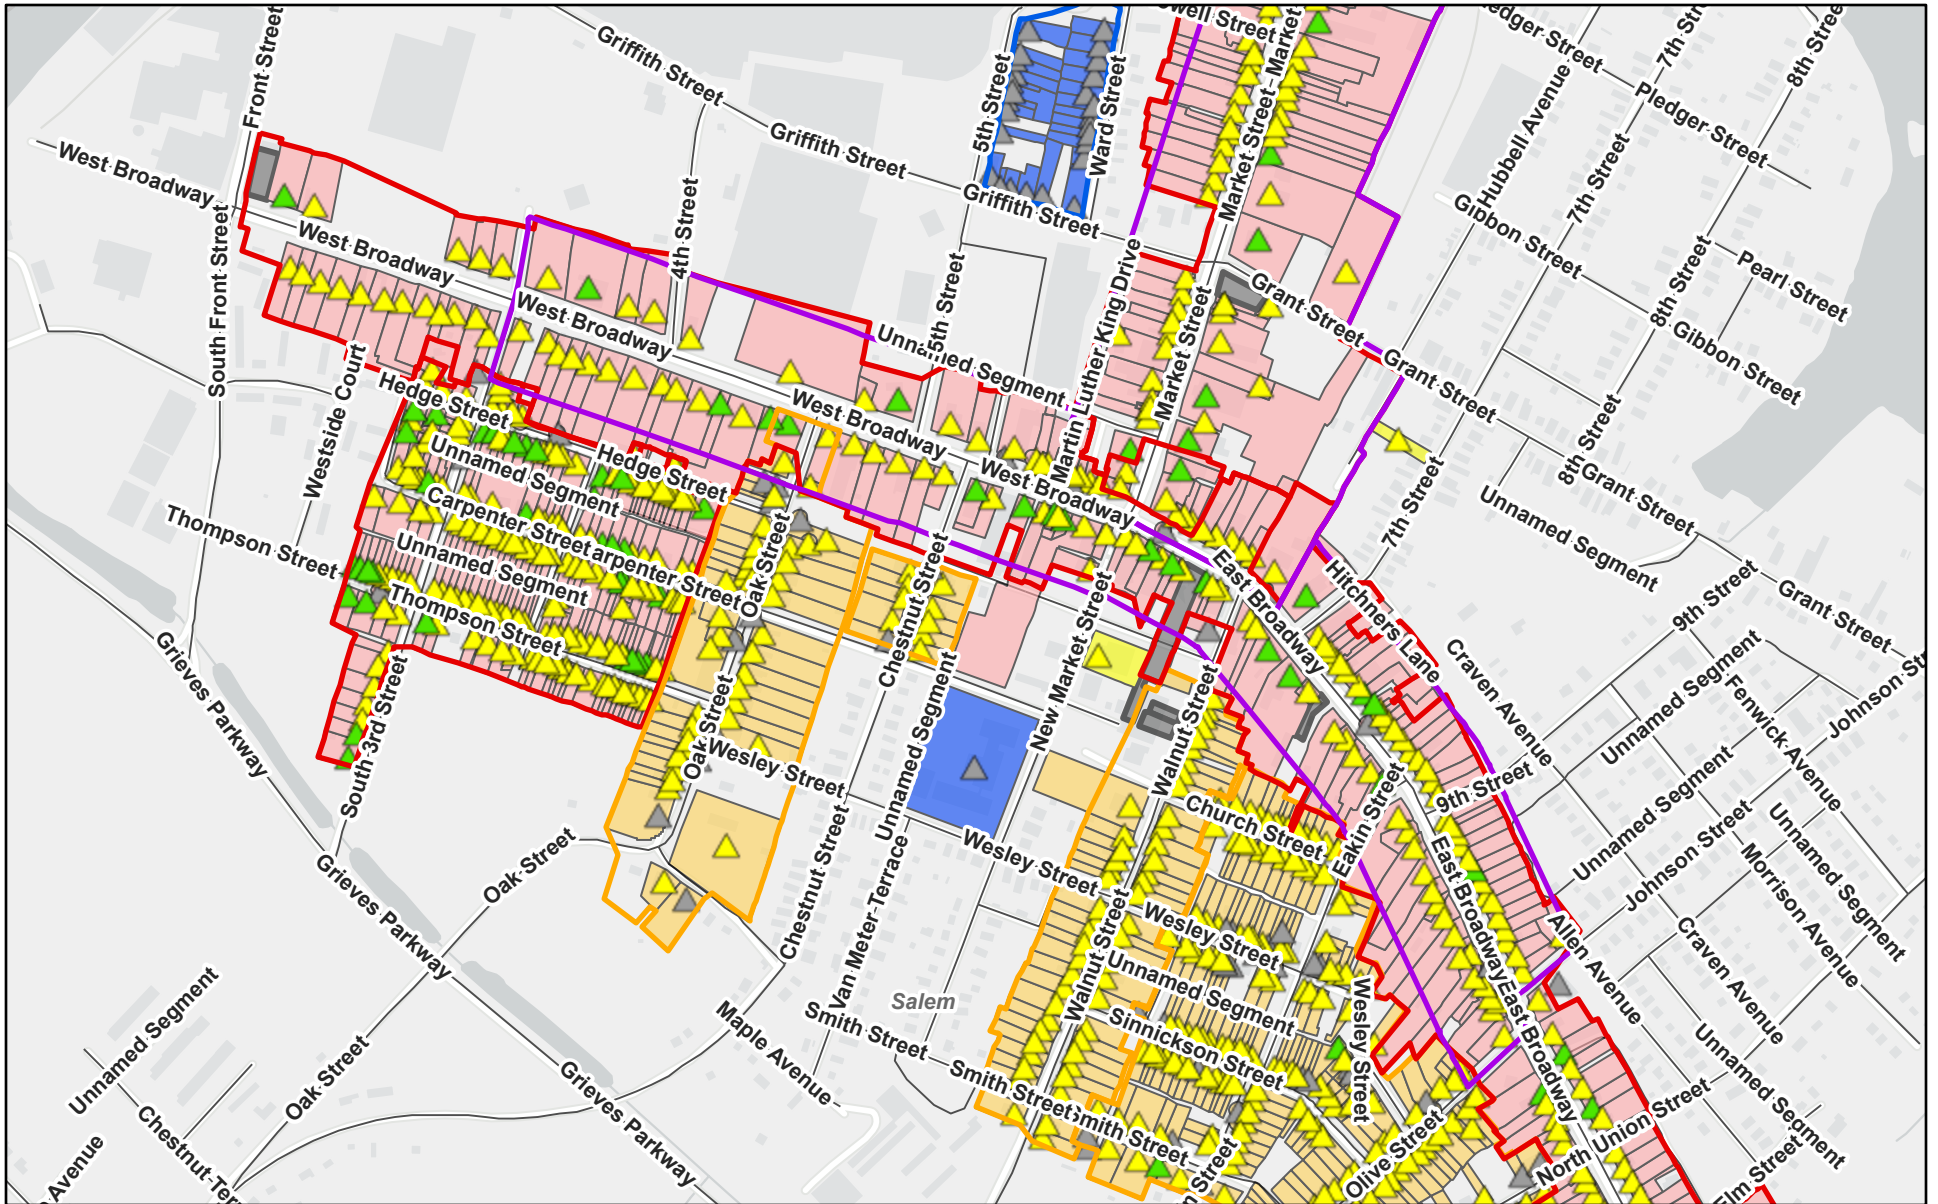 Front Street
Griffith Street
5th Street
Ward Street
Street
Market Street-Market
7th
8th
Pledger Street
Hubbell Avenue
West Broadway
Griffith Street
Griffith Street
7th Street
South Front Street
4th Street
West Broadway
Gibbon Street
Pearl Street
8th Street
5th Street
Martin Luther King Drive
Market Street
Grant Street
Gibbon Street
West Broadway
Unnamed Segment
Grant Street
Westside Court
Hedge Street
West Broadway
8th Street
Grant Street
Unnamed Segment
Hedge Street
West Broadway
7th Street
Unnamed Segment
Thompson Street
Carpenter Street
arpenter Street
Unnamed Segment
Oak Street
Chestnut Street
East Broadway
Hitchners Lane
9th Street
Grant Street
Thompson Street
New Market Street
Craven Avenue
Unnamed Segment
Fenwick Avenue
Johnson
Grieves Parkway
South 3rd Street
Oak Street
Unnamed Segment
Walnut Street
Wesley Street
Church Street
Eakin Street
9th Street
Unnamed Segment
Unnamed Segment
Johnson Street
Morrison Avenue
Grieves Parkway
Oak Street
Chestnut Street
Van Meter Terrace
Wesley Street
East Broadway
Wesley Street
Walnut Street
Allen Avenue
Craven Avenue
Unnamed Segment
Salem
Unnamed Segment
Oak Street
Maple Avenue
Smith Street
Sinnickson Street
Wesley Street
East Broadway
Unnamed Segment
Grieves Parkway
Smith Street
Smith Street
Olive Street
North Union Street
Elm Street
Chestnut
Avenue
Street